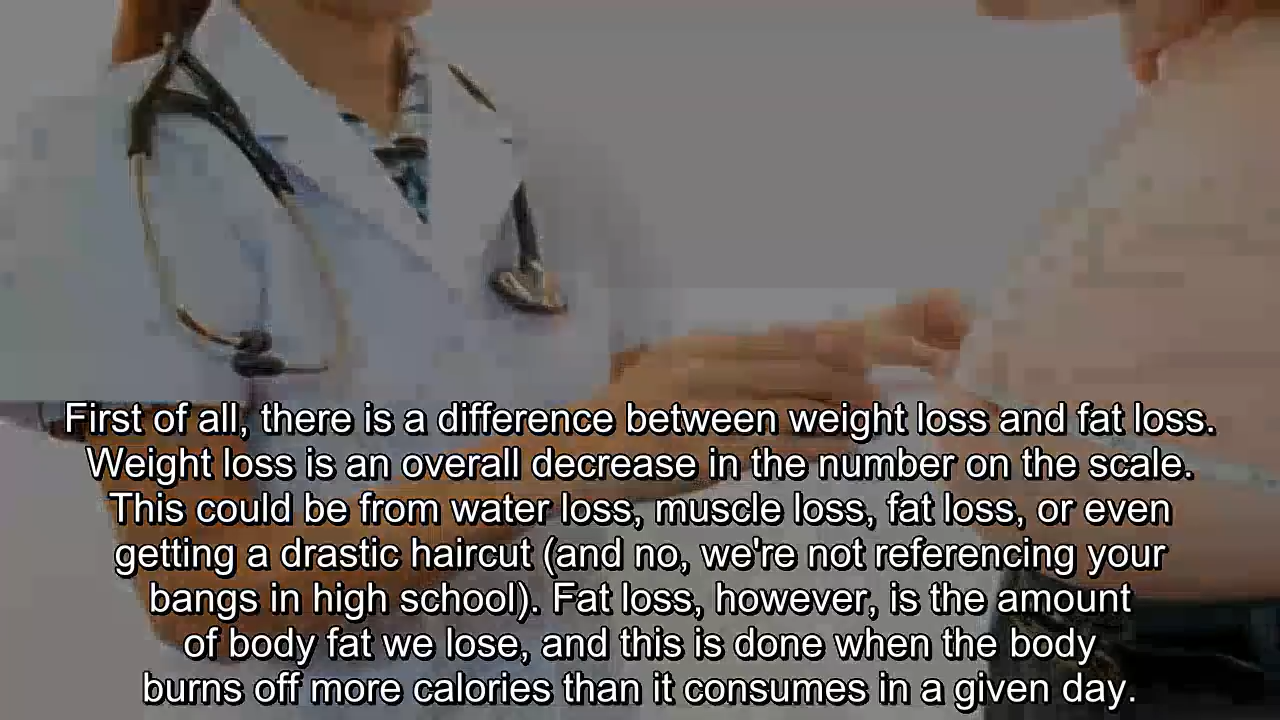 First of all, there is a difference between weight loss and fat loss.
Weight loss is an overall decrease in the number on the scale.
This could be from water loss, muscle loss, fat loss, or even
getting a drastic haircut (and no, we're not referencing your
bangs in high school). Fat loss, however, is the amount
of body fat we lose, and this is done when the body
burns off more calories than it consumes in a given day.